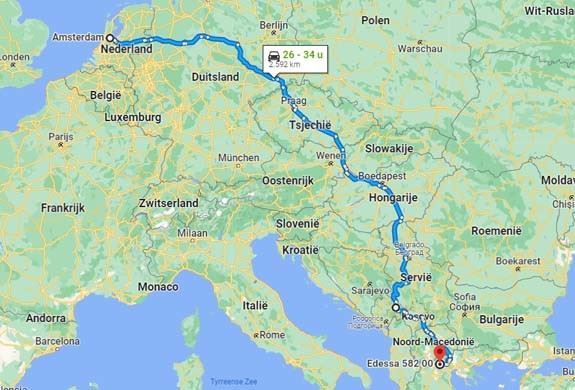 Polen
Wit-Rusla
Berlijn
Amsterdam
Nederland
Warschau
26 - 34 u
2.592 km
Londen
Duitsland
België
Praag
Luxemburg
Tsjechië
Parijs
Slowakije
München
Wenen
Boedapest
Oostenrijk
Moldav
Hongarije
Chiși
Zwitserland
Frankrijk
Slovenië
Roemenië
Milaan
Kroatië
Belgrado
Београд
Boekarest
Monaco
Servië
Sarajevo
Sofia
София
Andorra
Italië
Kosovo
Bulgarije
Podgorica
Подгорица
Barcelona
Rome
Noord-Macedonië
Edessa 582 00
Tyrreense Zee